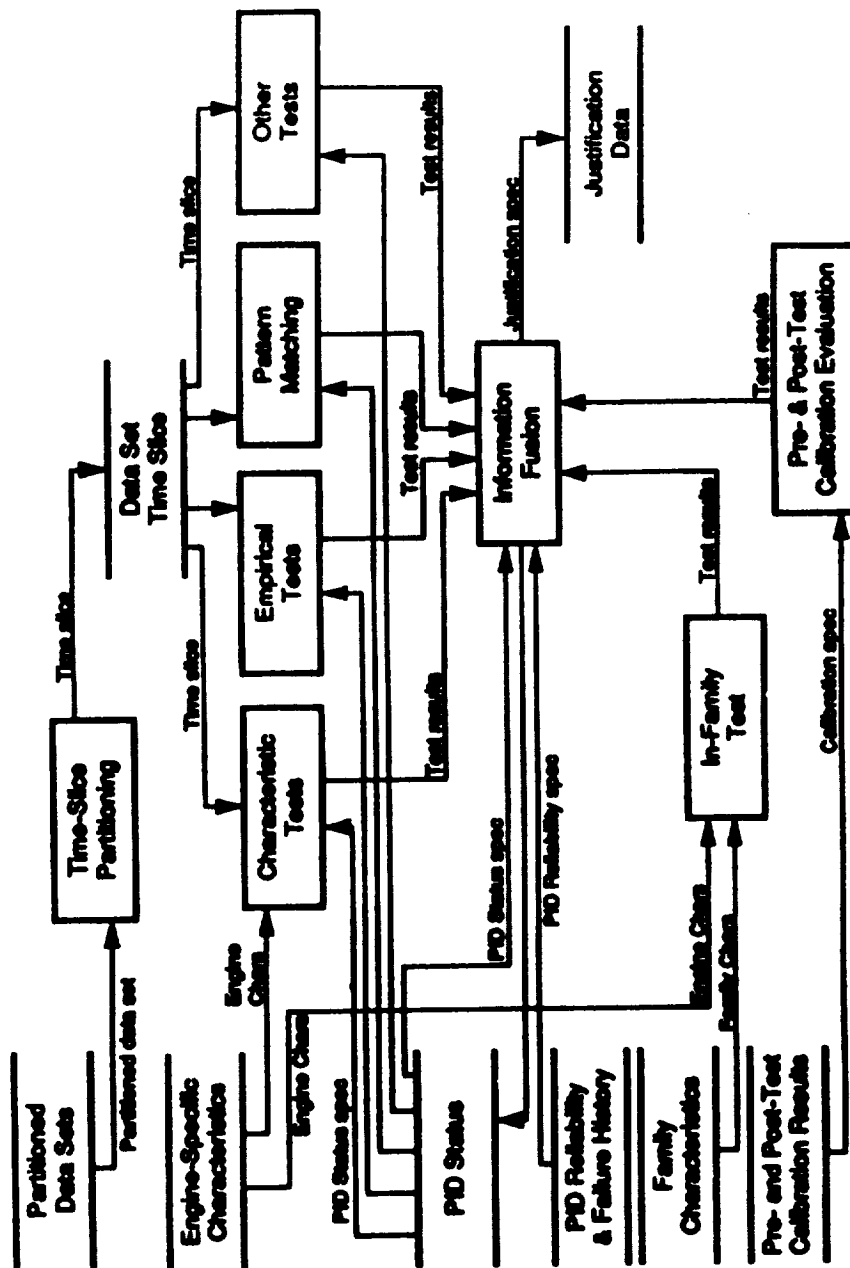 Partitioned
Data Sets
Partitioned data set
Time-Slice
Partitioning
Time slice
Data Set
Time Slice
Time slice
Time slice
Engine-Specific
Characteristics
Engine
Chars
Engine Chars
Characteristic
Tests
Empirical
Tests
Pattern
Matching
Other
Tests
PID Status spec
Test results
Test results
Test results
PID Status
PID Status spec
PID Reliability spec
Information
Fusion
Justification spec
Justification
Data
PID Reliability
& Failure History
Family
Characteristics
Engine Chars
Family Chars
In-Family
Test
Test results
Pre- and Post-Test
Calibration Results
Calibration spec
Pre- & Post-Test
Calibration Evaluation
Test results